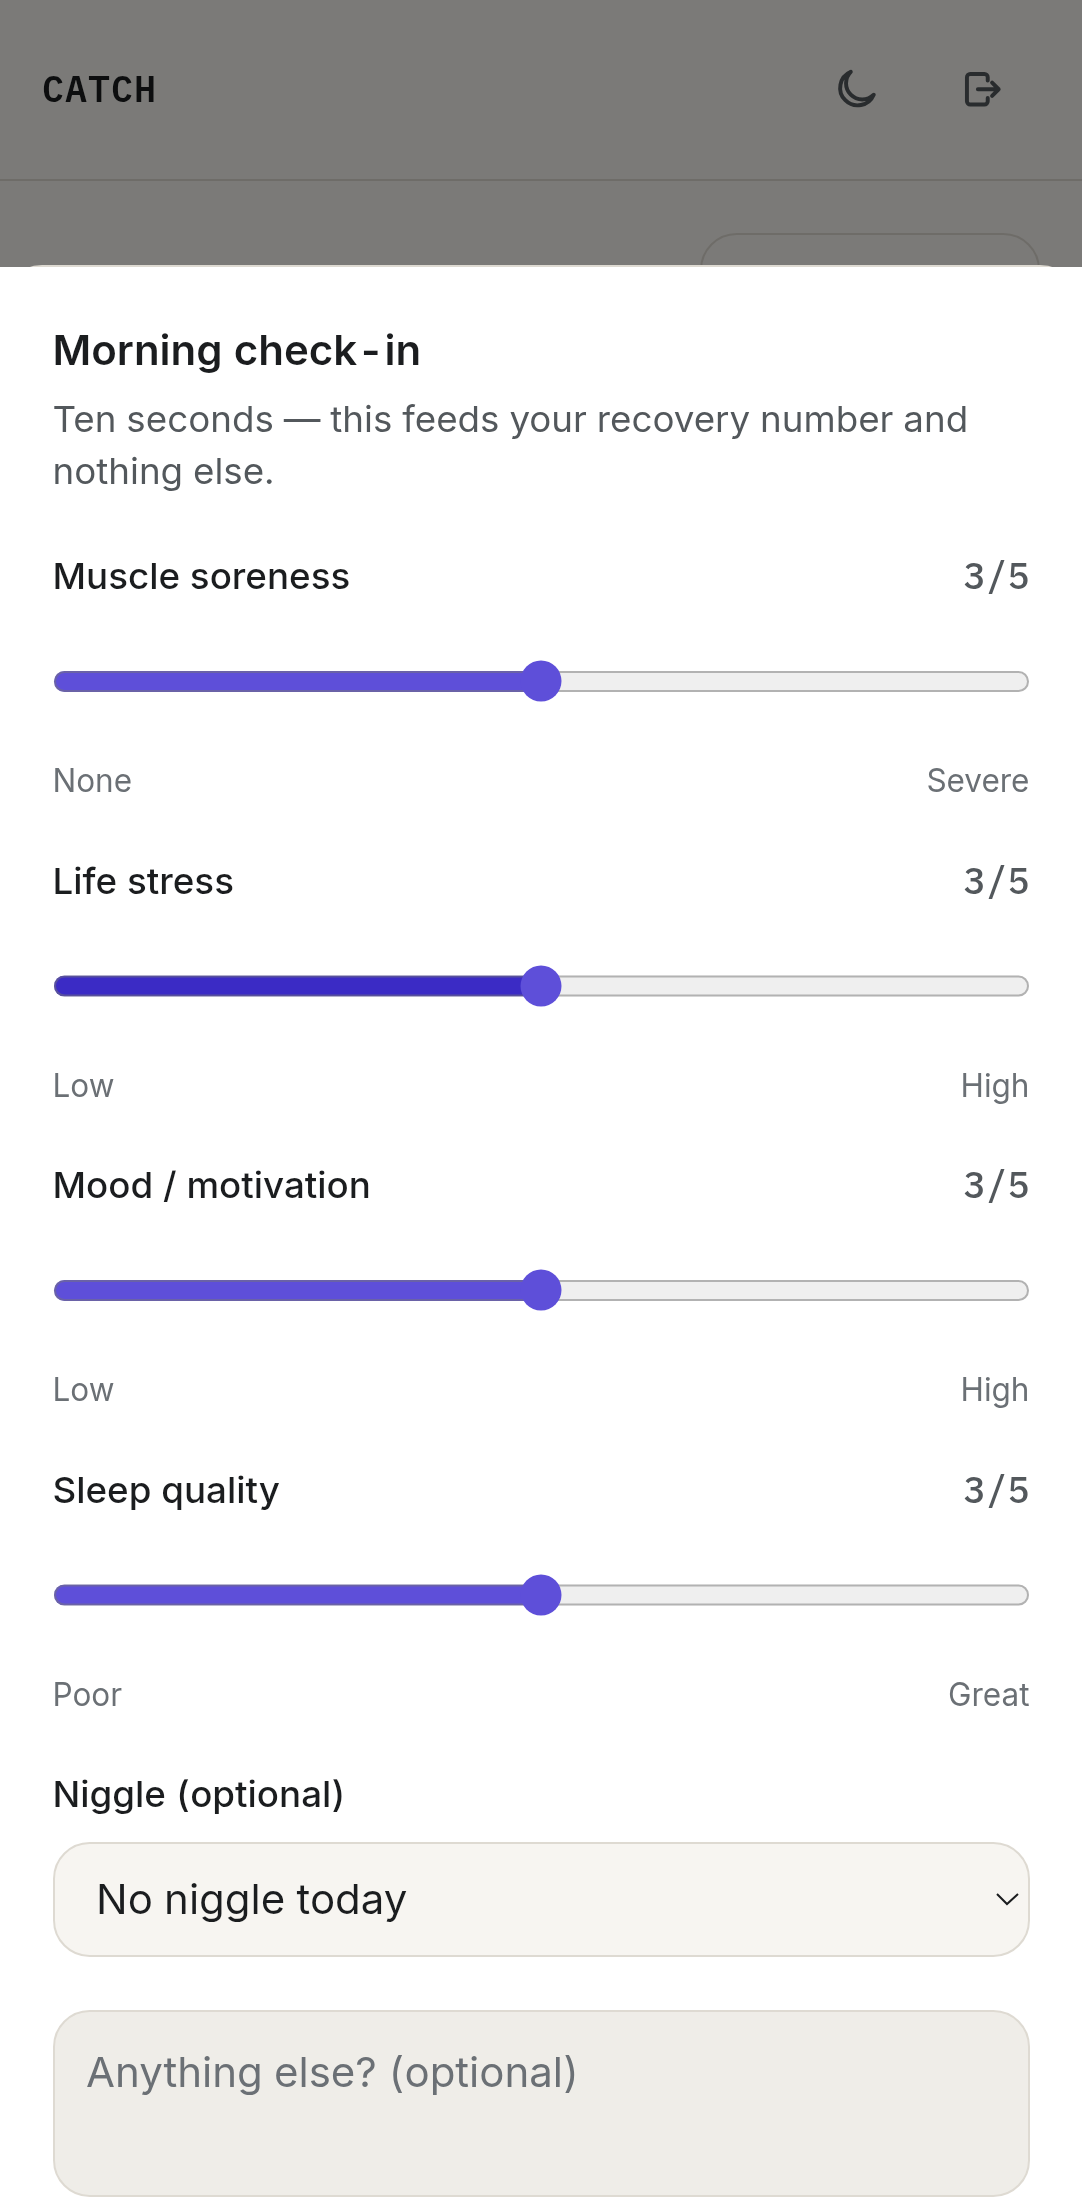 CATCH
Morning check-in
Ten seconds — this feeds your recovery number and
nothing else.
Muscle soreness 3/5
None Severe
Life stress 3/5
Low High
Mood / motivation 3/5
Low High
Sleep quality 3/5
Poor Great
Niggle (optional)
No niggle today
Anything else? (optional)